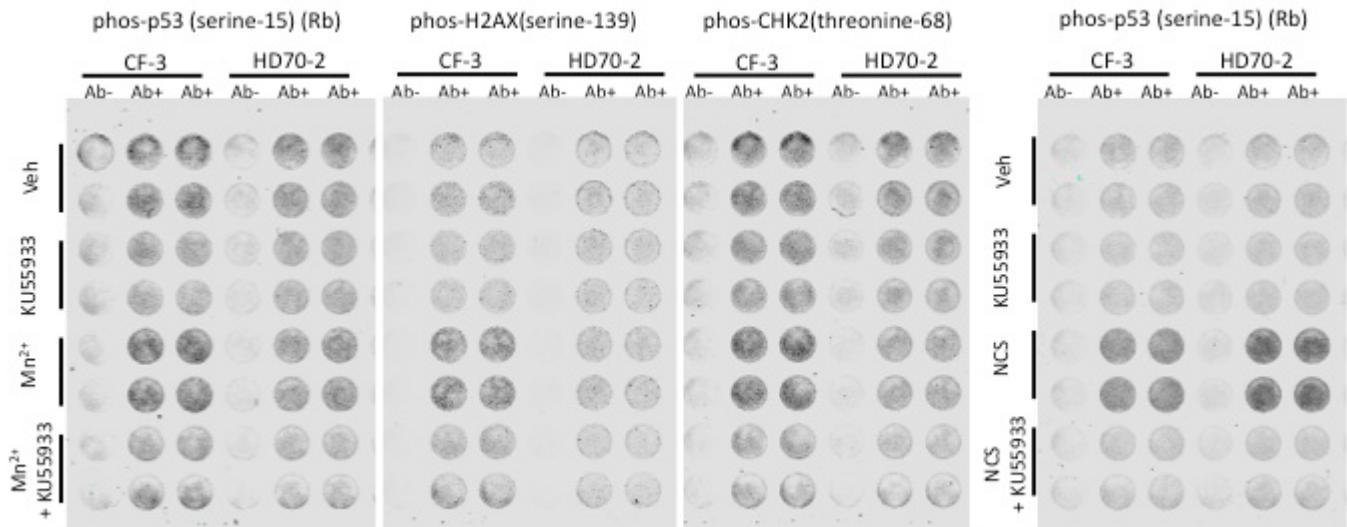 phos-p53 (serine-15) (Rb) phos-H2AX(serine-139) phos-CHK2(threonine-68) phos-p53 (serine-15) (Rb)
CF-3 HD70-2 CF-3 HD70-2 CF-3 HD70-2 CF-3 HD70-2
Ab- Ab+ Ab+ Ab- Ab+ Ab+ Ab- Ab+ Ab+ Ab- Ab+ Ab+ Ab- Ab+ Ab+ Ab- Ab+ Ab+ Ab- Ab+ Ab+ Ab- Ab+ Ab+
Veh
KU55933
Mn²⁺
Mn²⁺
+ KU55933
Veh
KU55933
NCS
NCS
+ KU55933